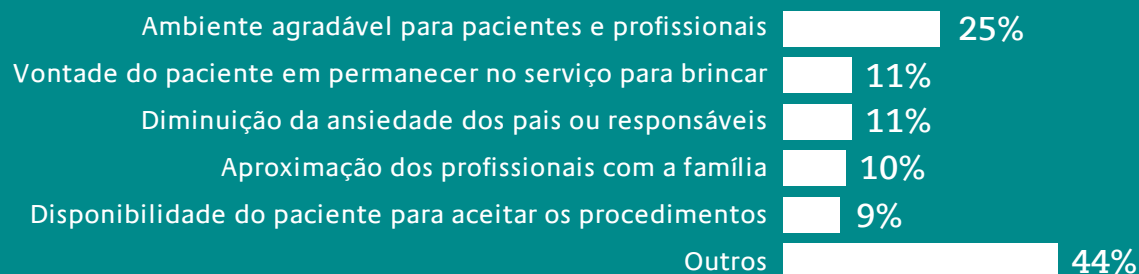 Ambiente agradável para pacientes e profissionais 25%
Vontade do paciente em permanecer no serviço para brincar 11%
Diminuição da ansiedade dos pais ou responsáveis 11%
Aproximação dos profissionais com a família 10%
Disponibilidade do paciente para aceitar os procedimentos 9%
Outros 44%